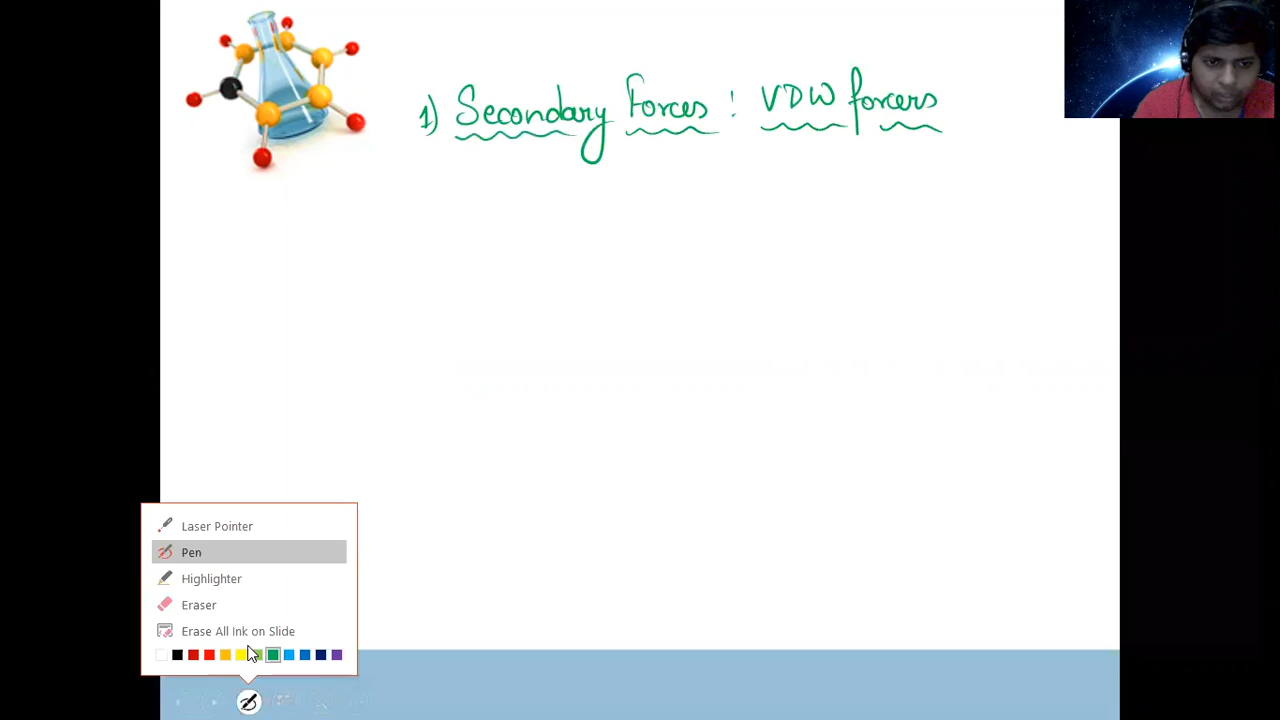 1) Secondary Forces : VDW forcers
Laser Pointer
Pen
Highlighter
Eraser
Erase All Ink on Slide